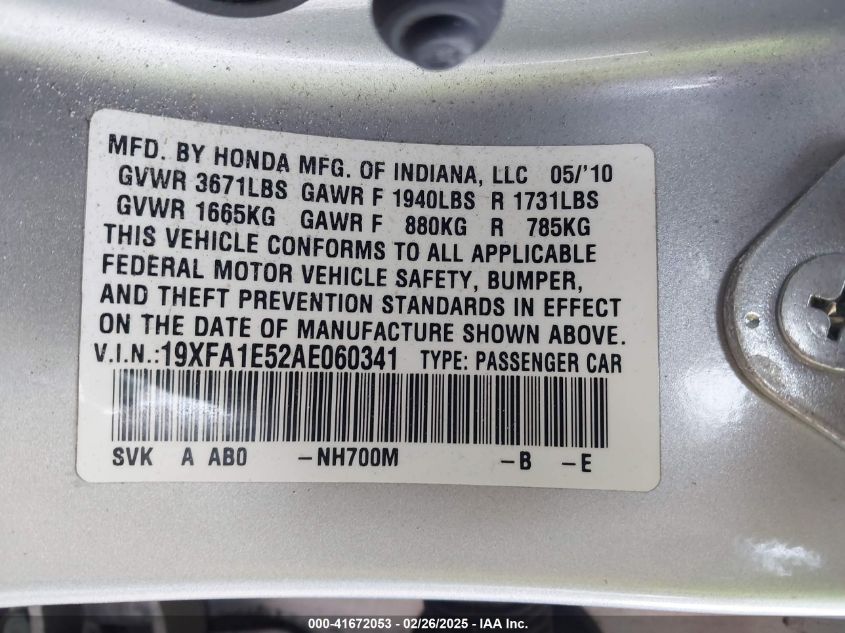 MFD. BY HONDA MFG. OF INDIANA, LLC 05/'10
GVWR 3671LBS GAWR F 1940LBS R 1731LBS
GVWR 1665KG GAWR F 880KG R 785KG
THIS VEHICLE CONFORMS TO ALL APPLICABLE
FEDERAL MOTOR VEHICLE SAFETY, BUMPER,
AND THEFT PREVENTION STANDARDS IN EFFECT
ON THE DATE OF MANUFACTURE SHOWN ABOVE.
V.I.N.:19XFA1E52AE060341 TYPE: PASSENGER CAR
SVK A AB0 -NH700M -B -E
000-41672053 - 02/26/2025 - IAA Inc.